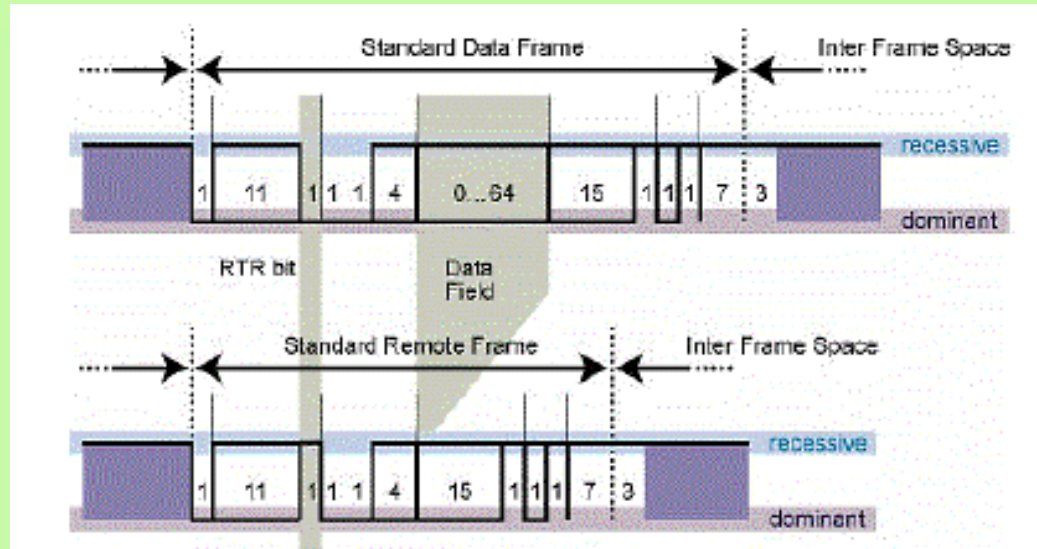 Standard Data Frame Inter Frame Space
recessive
1 11 1 1 1 4 0...64 15 1 1 1 7 3
dominant
RTR bit Data
Field
Standard Remote Frame Inter Frame Space
recessive
1 11 1 1 1 4 15 1 1 1 7 3
dominant